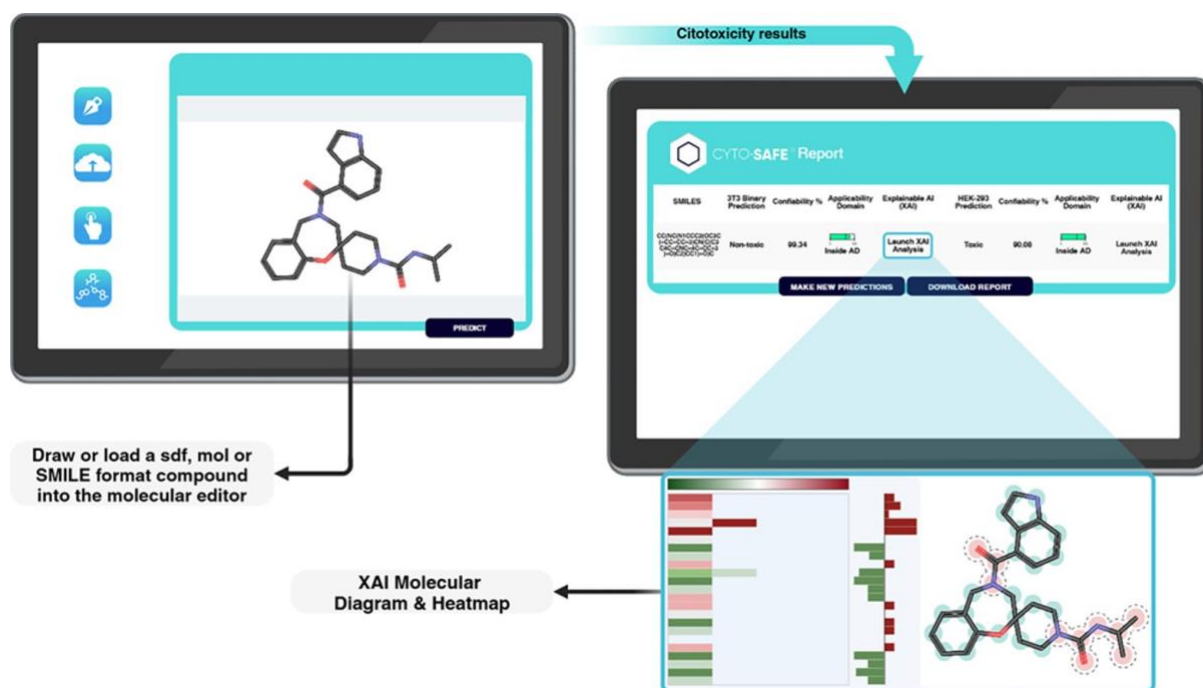 Citotoxicity results
PREDICT
Draw or load a sdf, mol or
SMILE format compound
into the molecular editor
CYTO-SAFE Report
SMILES
3T3 Binary
Prediction
Confiability %
Applicability
Domain
Explainable AI
(XAI)
HEK-293
Prediction
Confiability %
Applicability
Domain
Explainable AI
(XAI)
Non-toxic
99.34
Inside AD
Launch XAI
Analysis
Toxic
90.08
Inside AD
Launch XAI
Analysis
MAKE NEW PREDICTIONS
DOWNLOAD REPORT
XAI Molecular
Diagram & Heatmap